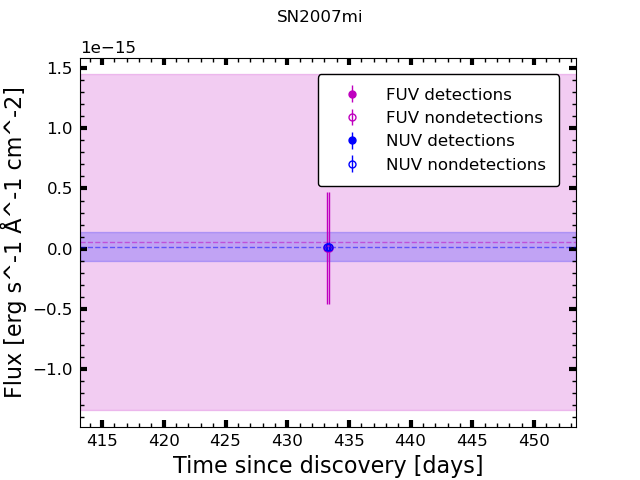 SN2007mi
1e−15
1.5
1.0
0.5
0.0
−0.5
−1.0
Flux [erg s^-1 Å^-1 cm^-2]
FUV detections
FUV nondetections
NUV detections
NUV nondetections
415 420 425 430 435 440 445 450
Time since discovery [days]